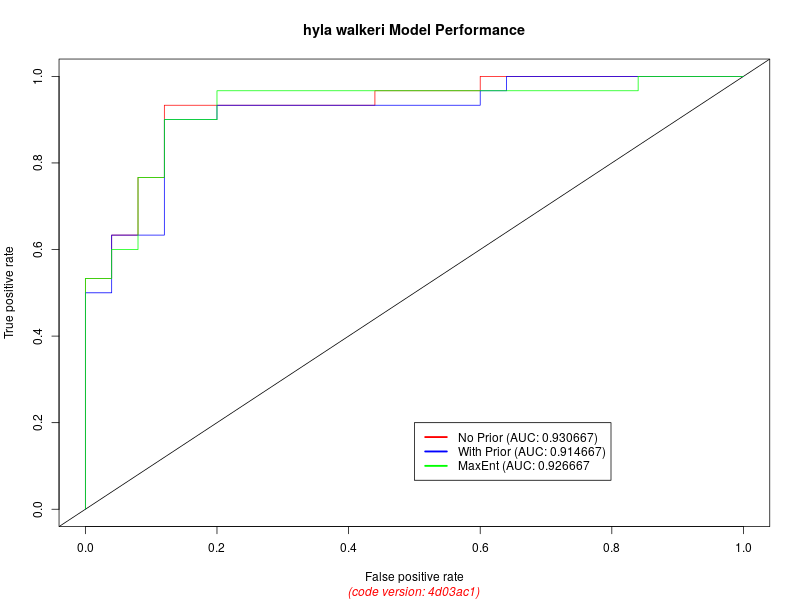 hyla walkeri Model Performance
True positive rate
1.0
0.8
0.6
0.4
0.2
0.0
No Prior (AUC: 0.930667)
With Prior (AUC: 0.914667)
MaxEnt (AUC: 0.926667
0.0 0.2 0.4 0.6 0.8 1.0
False positive rate
(code version: 4d03ac1)